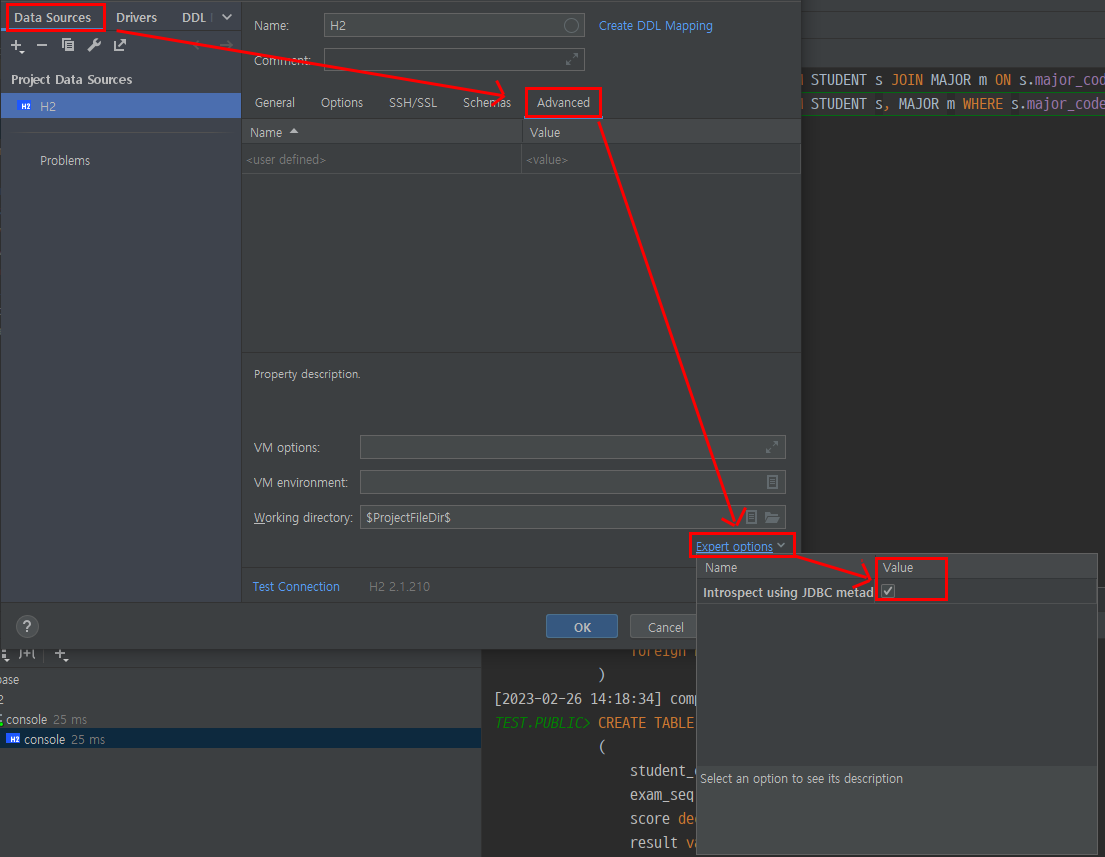 Data Sources Drivers DDL
Name: H2 Create DDL Mapping
Comment:
Project Data Sources
H2
Problems
General Options SSH/SSL Schemas Advanced
Name Value
<user defined> <value>
STUDENT s JOIN MAJOR m ON s.major_cod
STUDENT s, MAJOR m WHERE s.major_code
Property description.
VM options:
VM environment:
Working directory: $ProjectFileDir$
Expert options
Name Value
Introspect using JDBC metad
Test Connection H2 2.1.210
? OK Cancel
console 25 ms
console 25 ms
foreign
)
[2023-02-26 14:18:34] comp
TEST.PUBLIC> CREATE TABLE
(
student_
exam_seq
score de
result va
Select an option to see its description